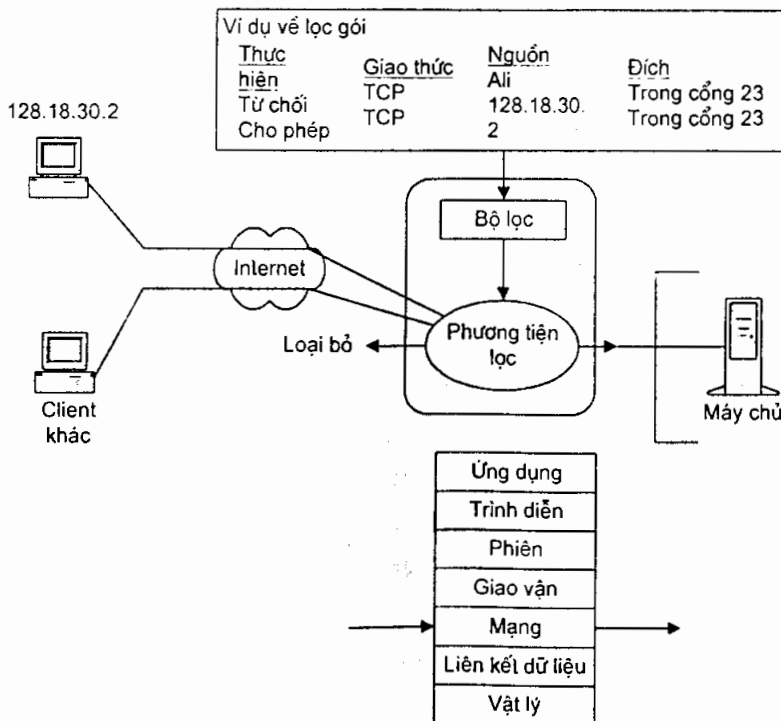 Ví dụ về lọc gói
Thực hiện Giao thức Nguồn Đích
Từ chối TCP Ali Trong cổng 23
Cho phép TCP 128.18.30.2 Trong cổng 23
128.18.30.2
Bộ lọc
Internet
Phương tiện lọc
Loại bỏ
Client khác
Máy chủ
Ứng dụng
Trình diễn
Phiên
Giao vận
Mạng
Liên kết dữ liệu
Vật lý